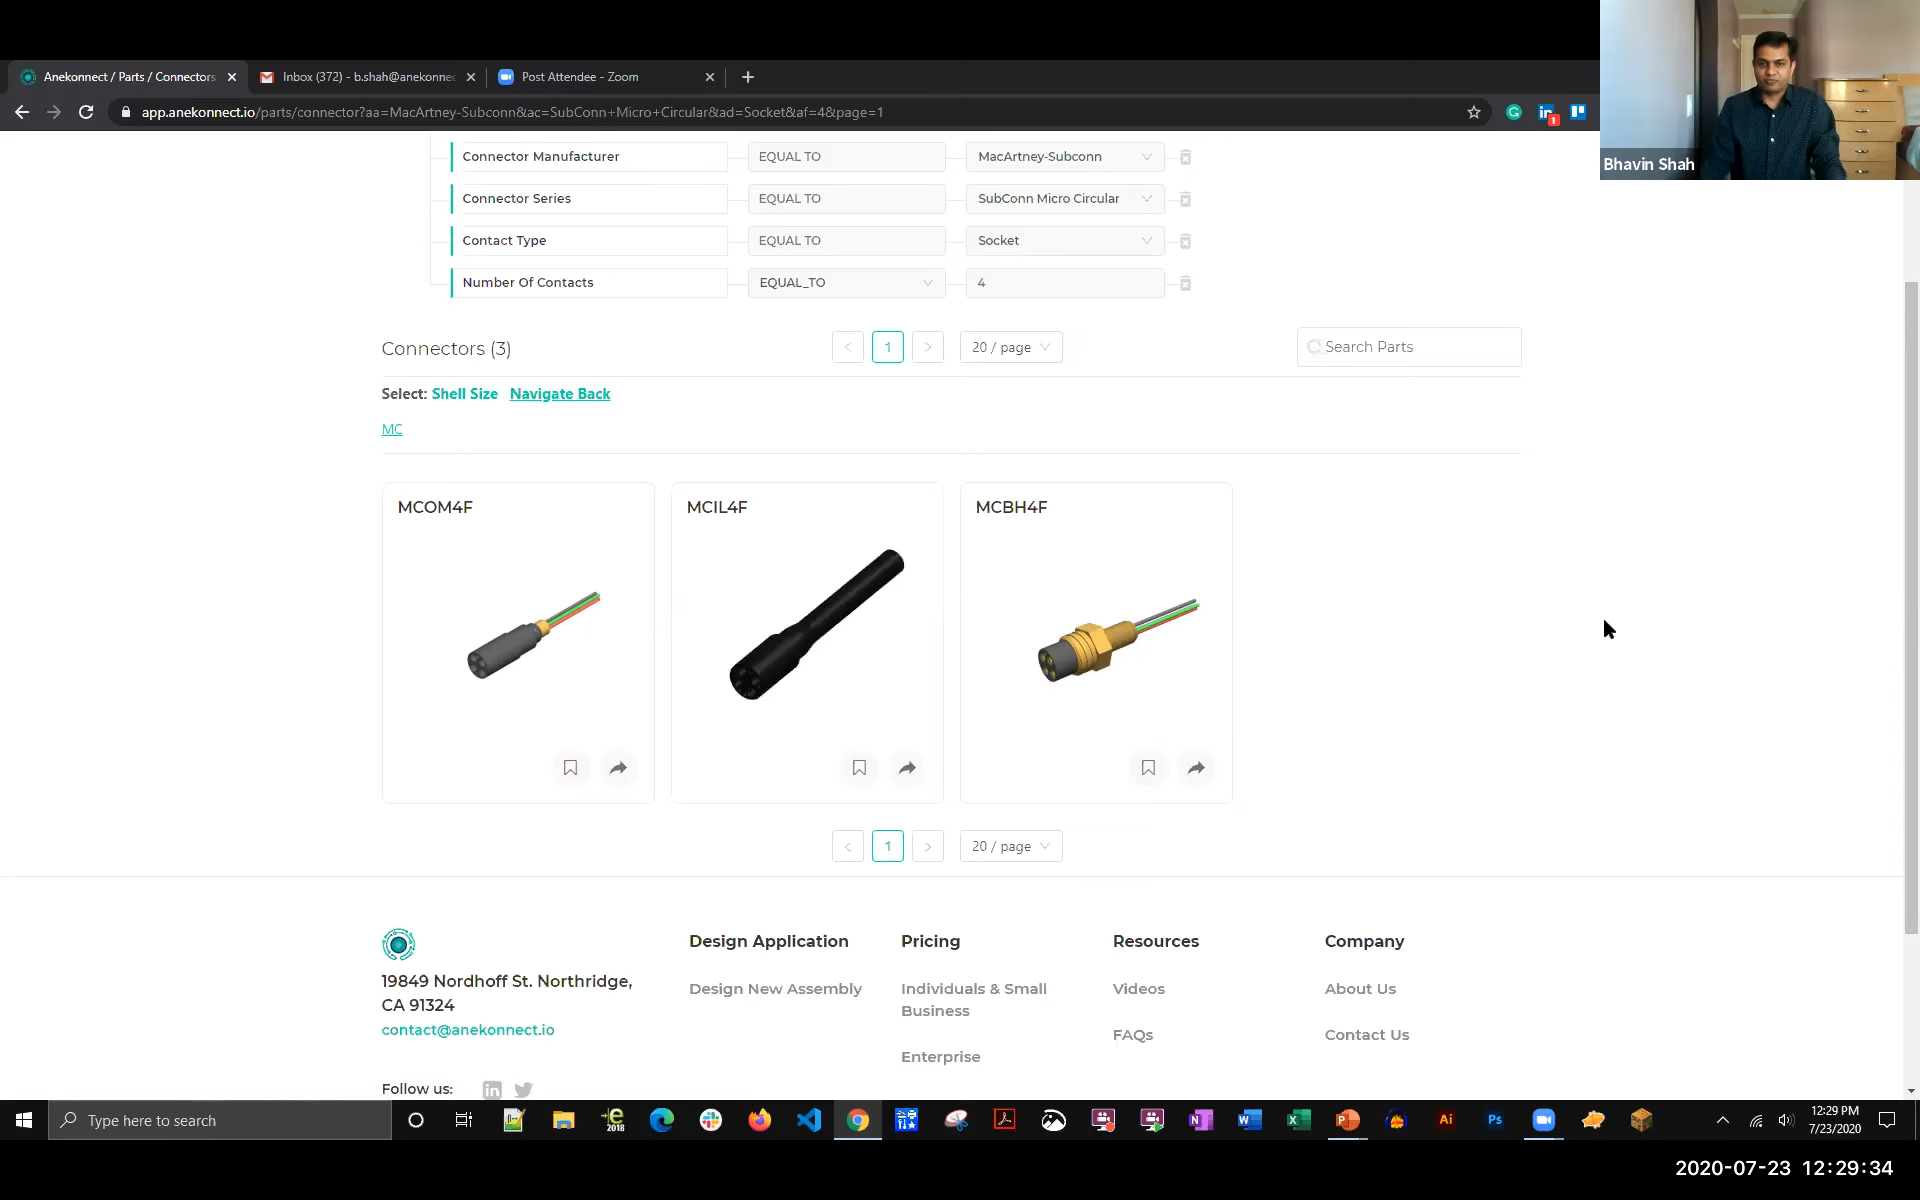 Anekonnect / Parts / Connectors
Inbox (372) - b.shah@anekonnec
Post Attendee - Zoom
app.anekonnect.io/parts/connector?aa=MacArtney-Subconn&ac=SubConn+Micro+Circular&ad=Socket&af=4&page=1
Bhavin Shah
Connector Manufacturer EQUAL TO MacArtney-Subconn
Connector Series EQUAL TO SubConn Micro Circular
Contact Type EQUAL TO Socket
Number Of Contacts EQUAL_TO 4
Connectors (3) < 1 > 20 / page Search Parts
Select: Shell Size Navigate Back
MC
MCOM4F MCIL4F MCBH4F
< 1 > 20 / page
Design Application Pricing Resources Company
19849 Nordhoff St. Northridge,
CA 91324
contact@anekonnect.io
Design New Assembly
Individuals & Small
Business
Enterprise
Videos
FAQs
About Us
Contact Us
Follow us: in
Type here to search
2018
N
W
X
P
Ai
Ps
12:29 PM
7/23/2020
2020-07-23 12:29:34